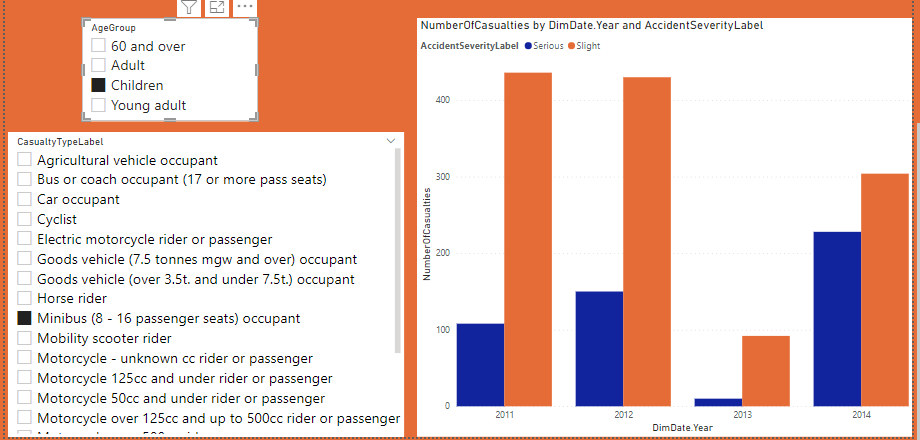 AgeGroup
60 and over
Adult
Children
Young adult
CasualtyTypeLabel
Agricultural vehicle occupant
Bus or coach occupant (17 or more pass seats)
Car occupant
Cyclist
Electric motorcycle rider or passenger
Goods vehicle (7.5 tonnes mgw and over) occupant
Goods vehicle (over 3.5t. and under 7.5t.) occupant
Horse rider
Minibus (8 - 16 passenger seats) occupant
Mobility scooter rider
Motorcycle - unknown cc rider or passenger
Motorcycle 125cc and under rider or passenger
Motorcycle 50cc and under rider or passenger
Motorcycle over 125cc and up to 500cc rider or passenger
NumberOfCasualties by DimDate.Year and AccidentSeverityLabel
AccidentSeverityLabel Serious Slight
NumberOfCasualties
400
300
200
100
0
2011 2012 2013 2014
DimDate.Year